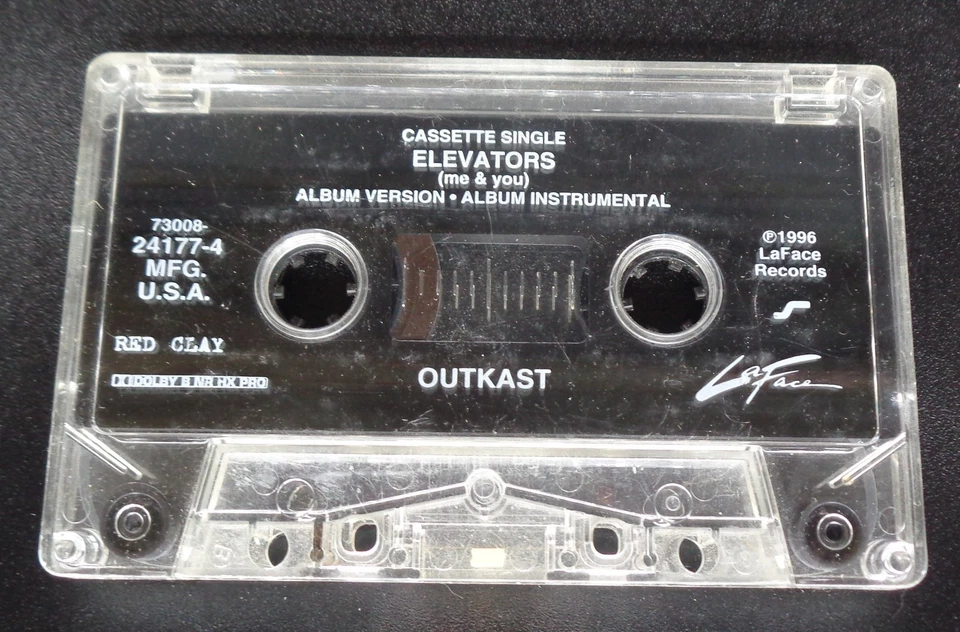 CASSETTE SINGLE
ELEVATORS
(me & you)
ALBUM VERSION • ALBUM INSTRUMENTAL
73008-
24177-4
MFG.
U.S.A.
RED CLAY
DOLBY B NR HX PRO
℗1996
LaFace
Records
OUTKAST
LaFace
B